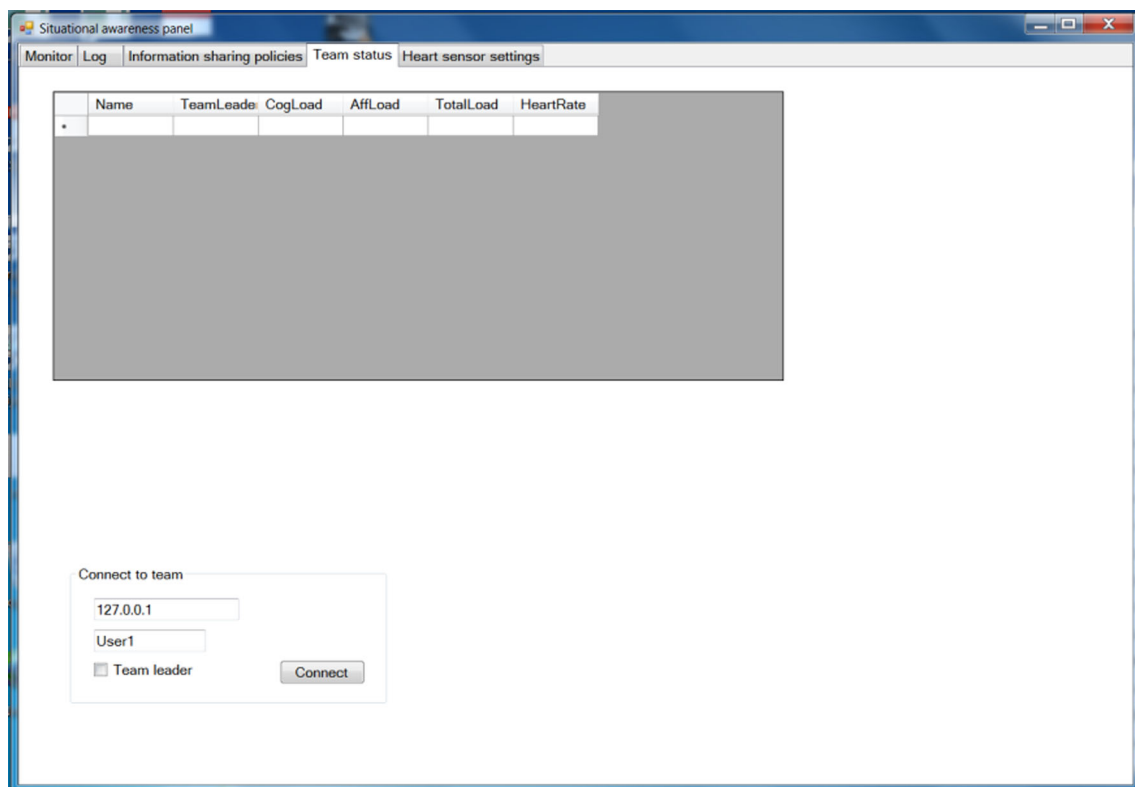 Situational awareness panel
Monitor Log Information sharing policies Team status Heart sensor settings
Name TeamLeade CogLoad AffLoad TotalLoad HeartRate
Connect to team
127.0.0.1
User1
Team leader Connect